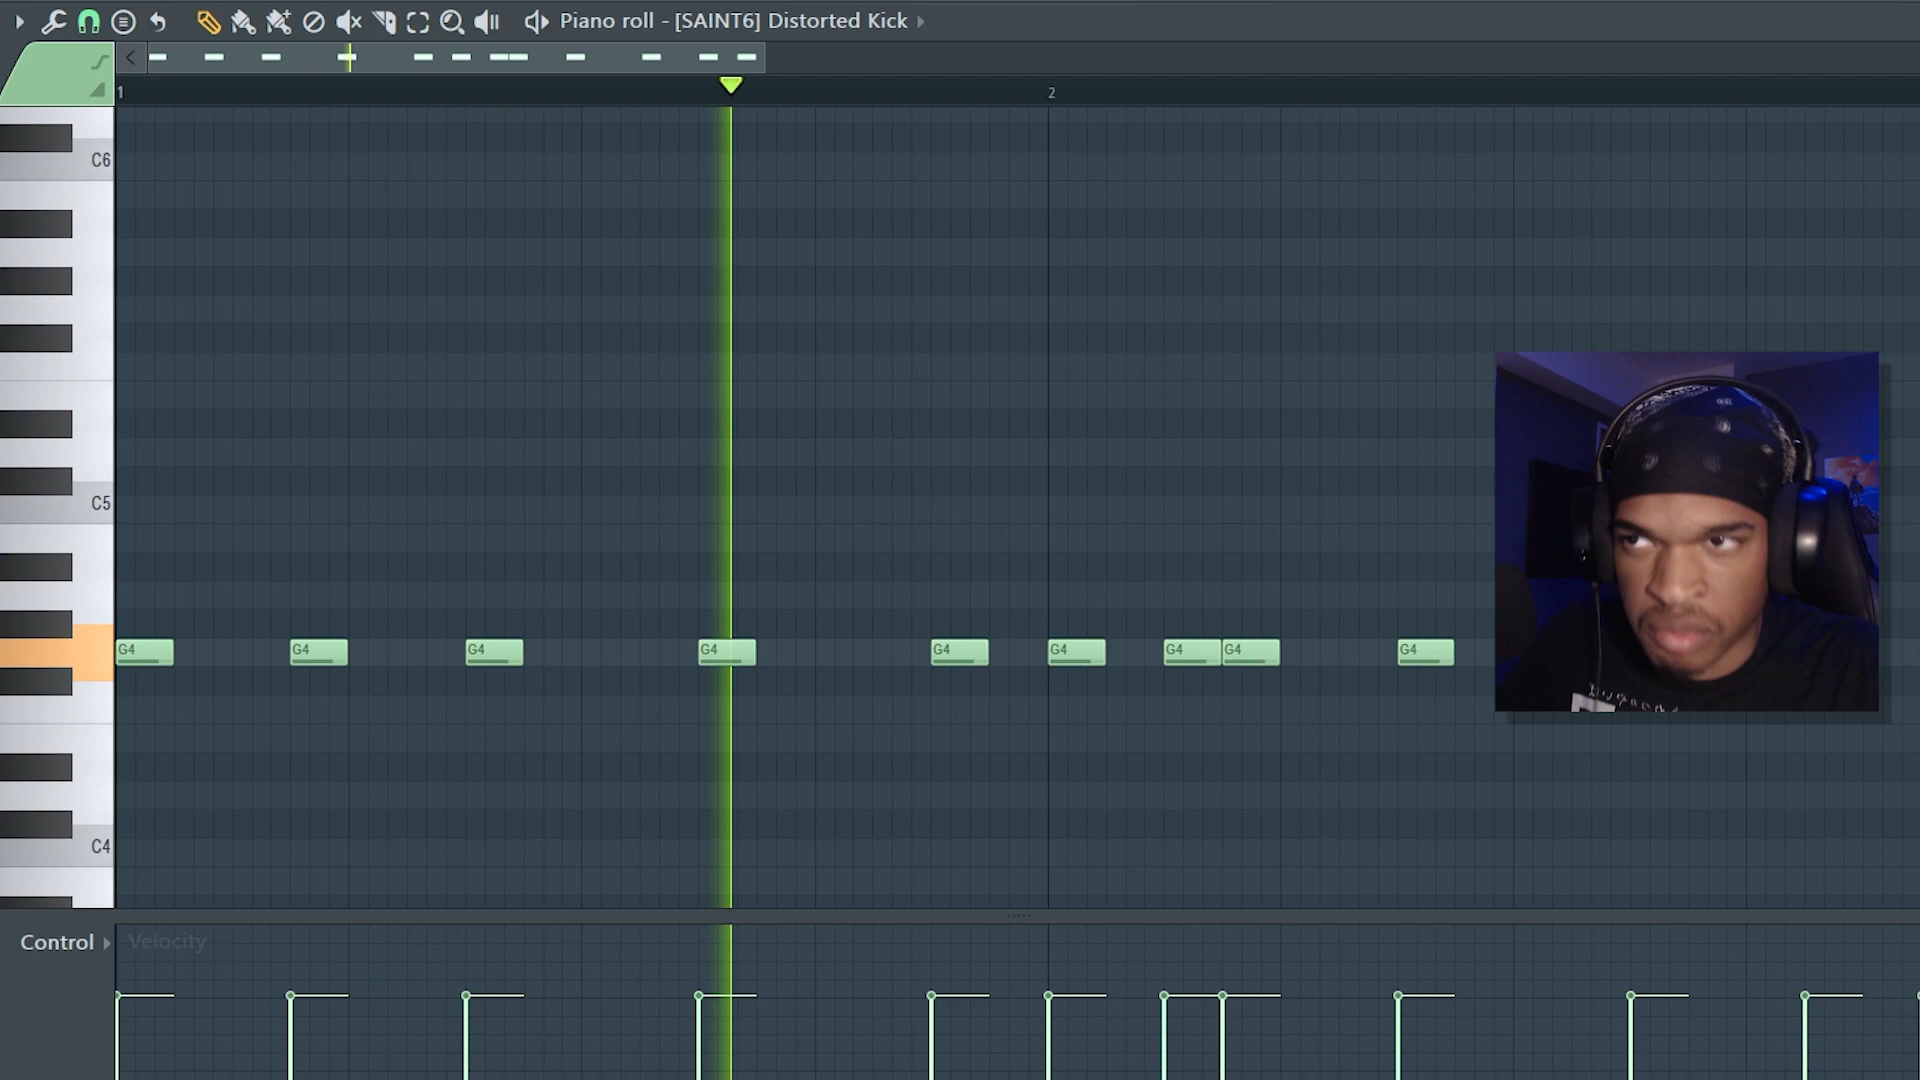 Piano roll - [SAINT6] Distorted Kick
1 2
C6
C5
G4 G4 G4 G4 G4 G4 G4 G4 G4
C4
Control Velocity